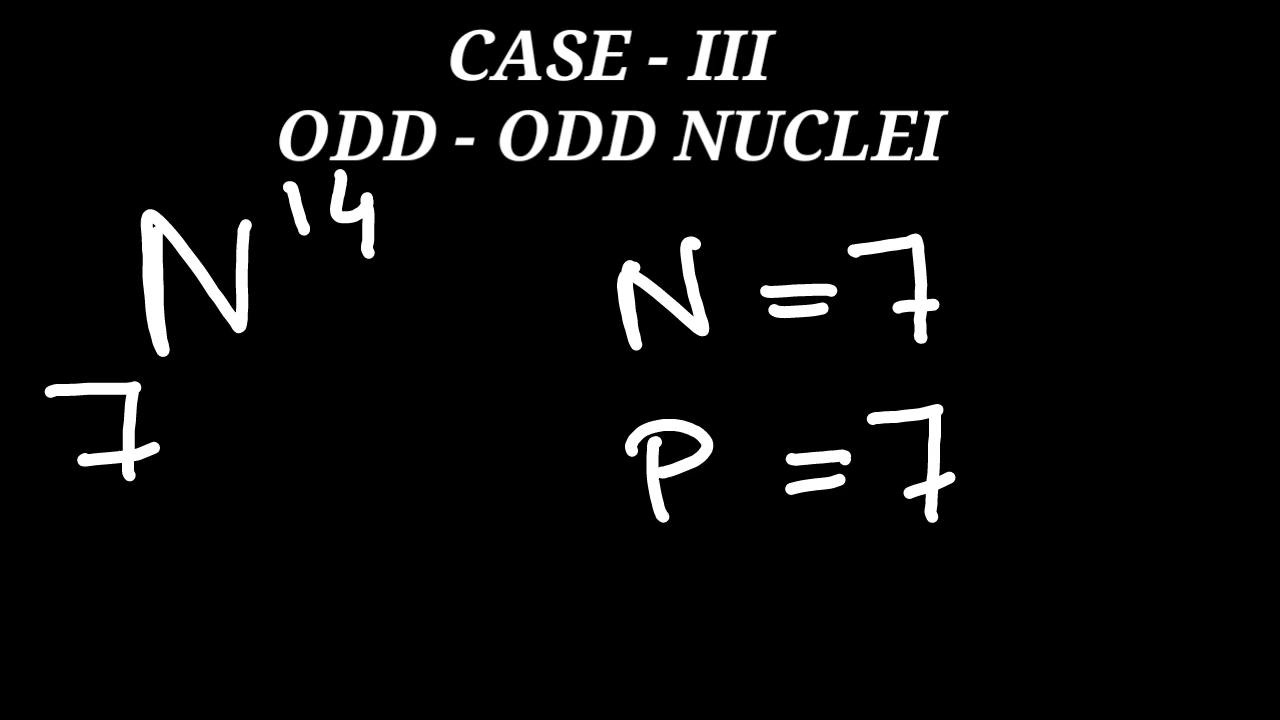 CASE - III
ODD - ODD NUCLEI
N 14
7
N = 7
P = 7